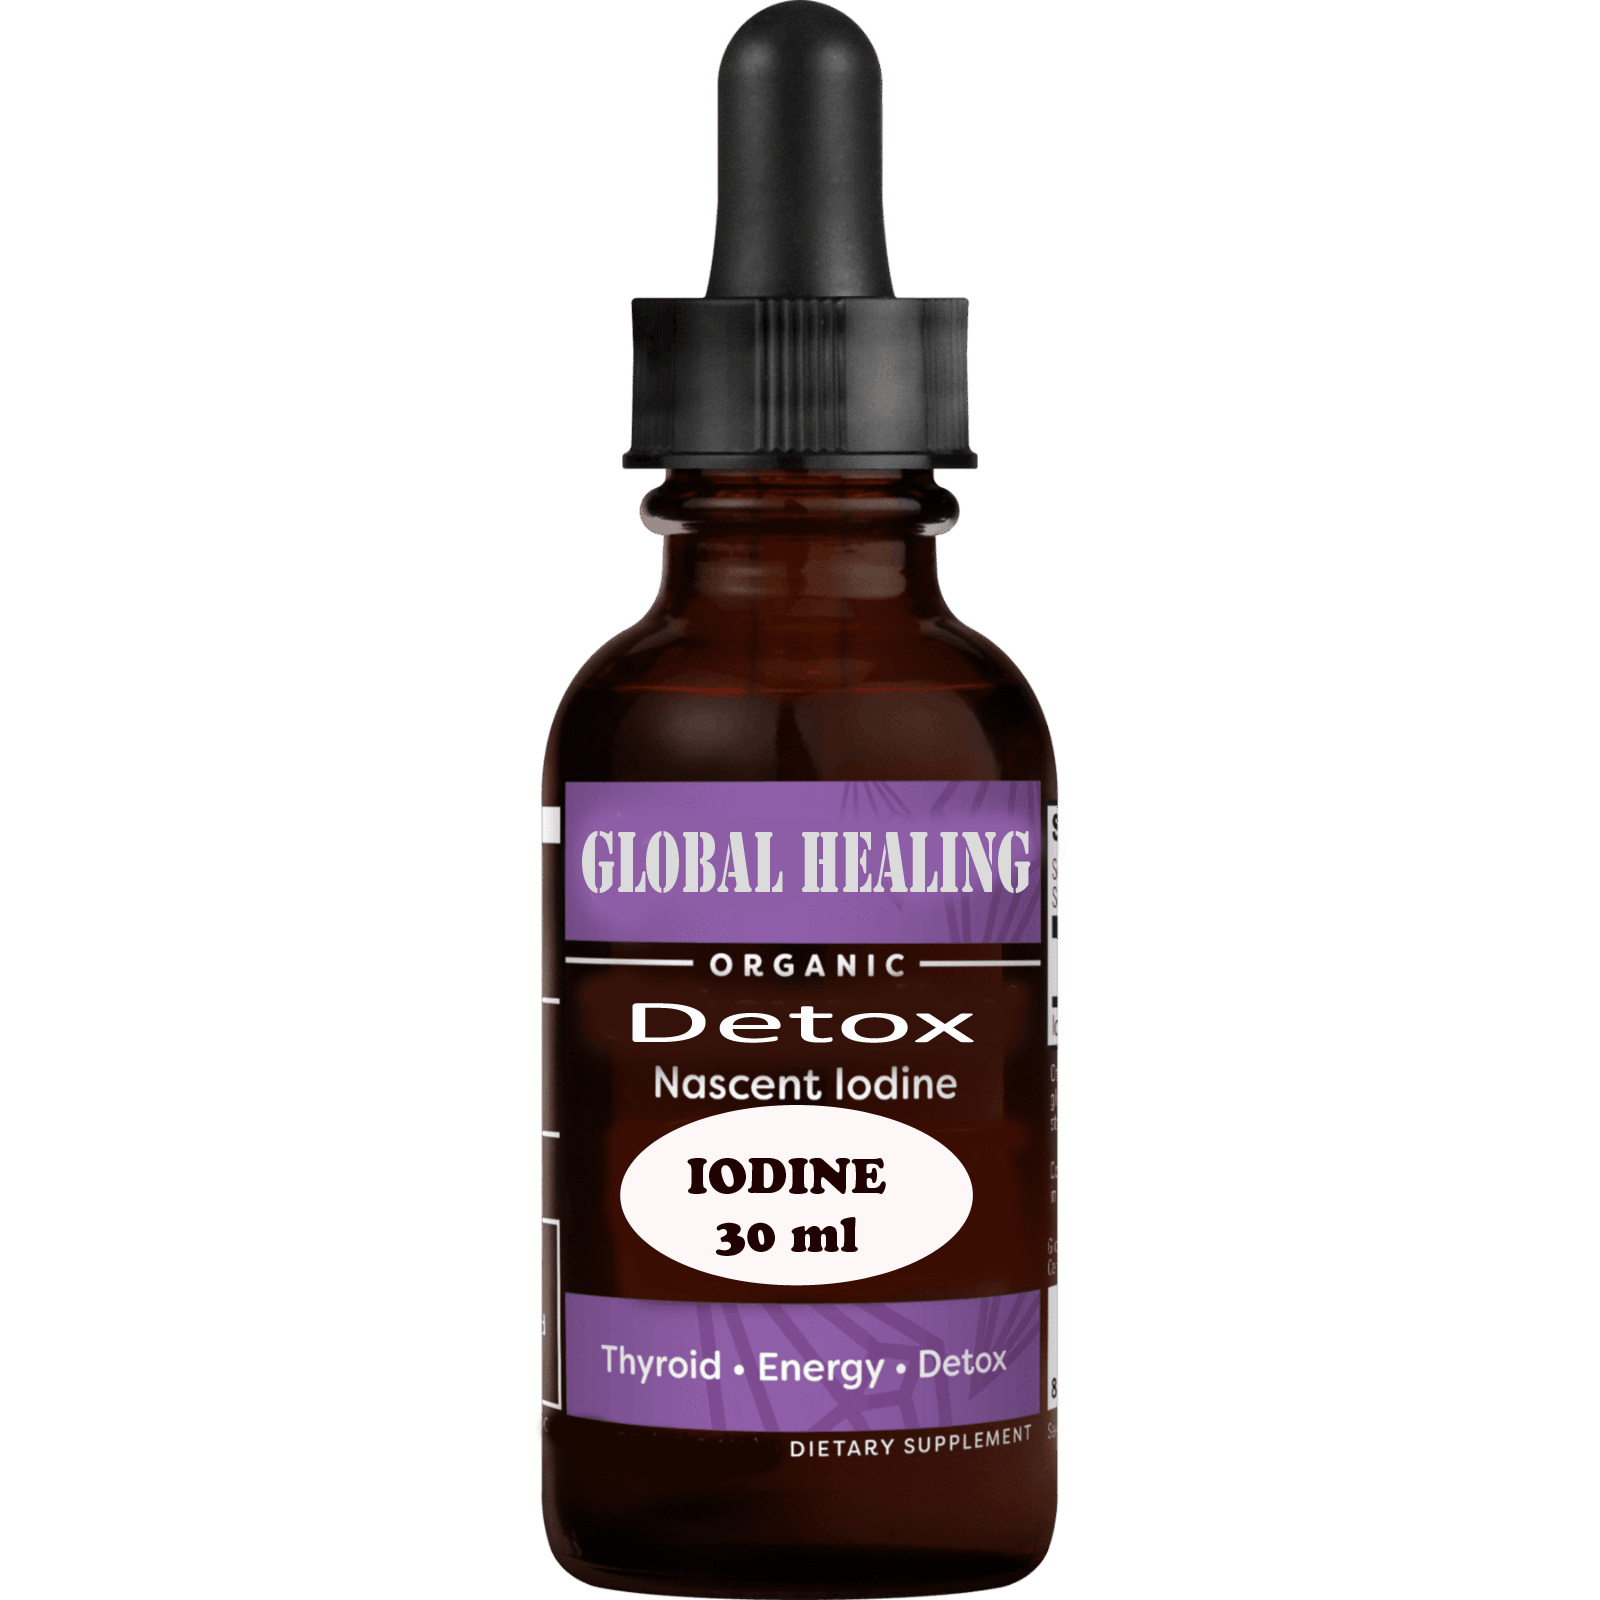 GLOBAL HEALING
ORGANIC
Detox
Nascent Iodine
IODINE
30 ml
Thyroid • Energy • Detox
DIETARY SUPPLEMENT